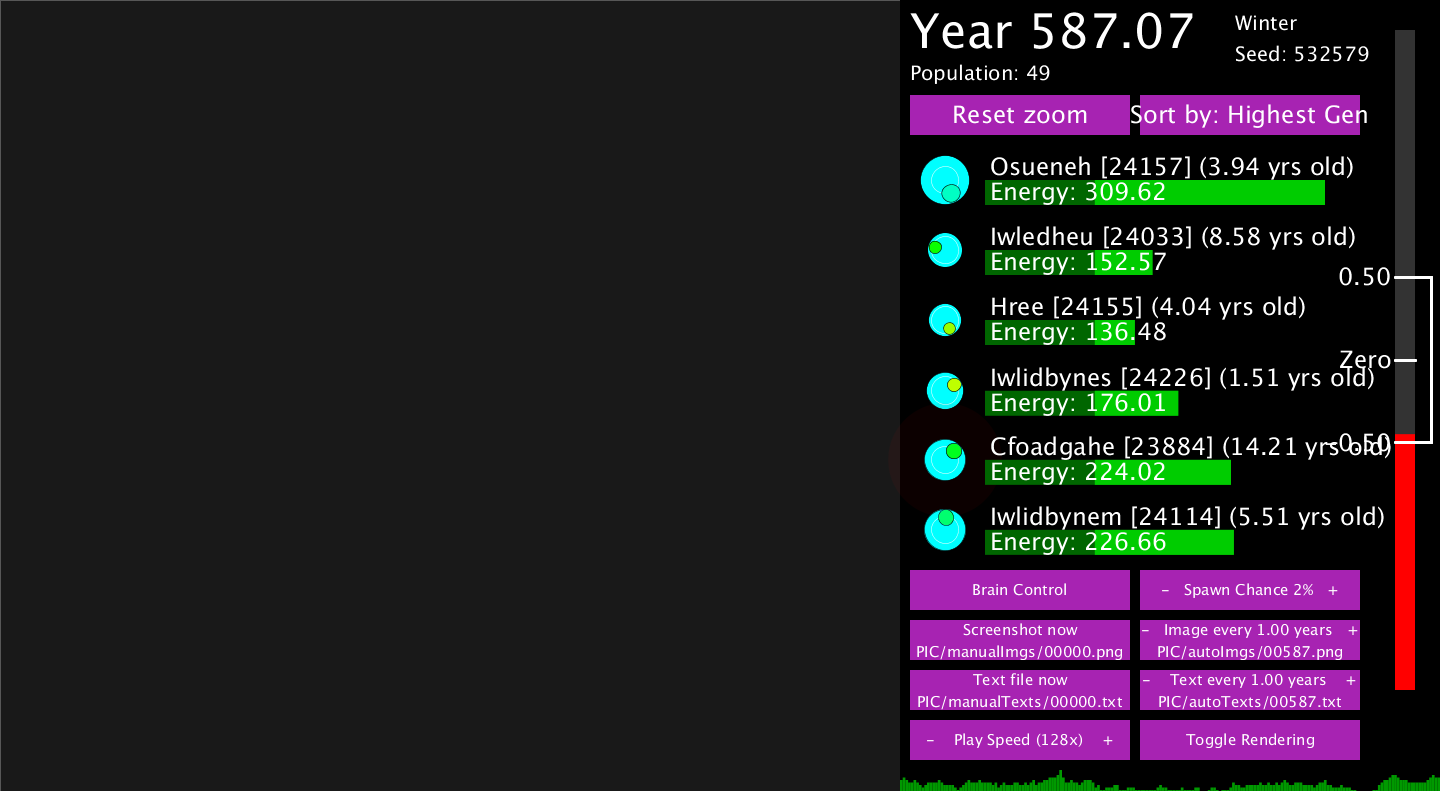 Year 587.07
Winter
Seed: 532579
Population: 49
Reset zoom
Sort by: Highest Gen
Osueneh [24157] (3.94 yrs old)
Energy: 309.62
Iwledheu [24033] (8.58 yrs old)
Energy: 152.57
0.50
Hree [24155] (4.04 yrs old)
Energy: 136.48
Zero
Iwlidbynes [24226] (1.51 yrs old)
Energy: 176.01
-0.50
Cfoadgahe [23884] (14.21 yrs old)
Energy: 224.02
Iwlidbynem [24114] (5.51 yrs old)
Energy: 226.66
Brain Control
- Spawn Chance 2% +
Screenshot now
PIC/manualImgs/00000.png
- Image every 1.00 years +
PIC/autoImgs/00587.png
Text file now
PIC/manualTexts/00000.txt
- Text every 1.00 years +
PIC/autoTexts/00587.txt
- Play Speed (128x) +
Toggle Rendering